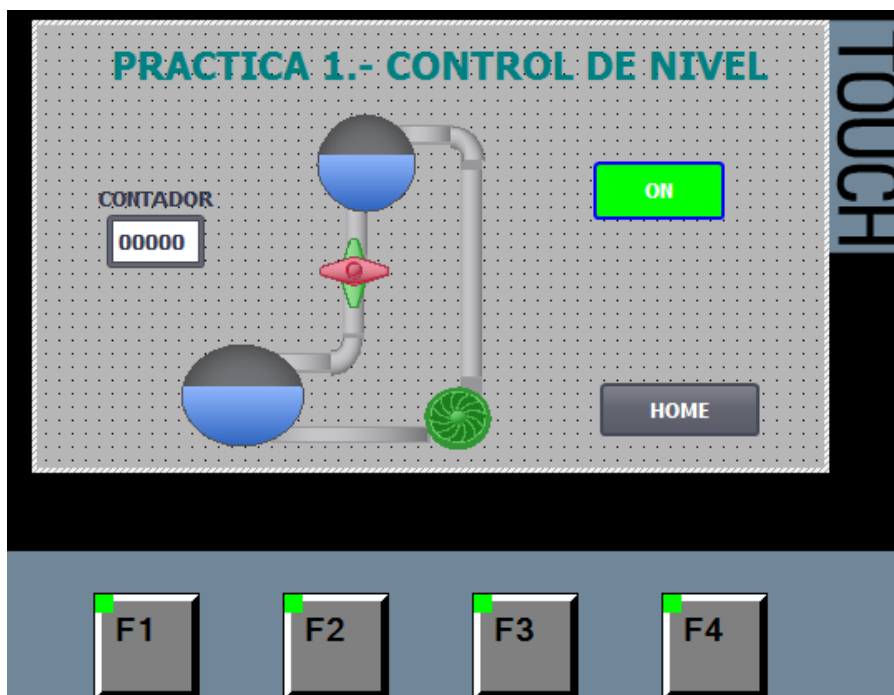 PRACTICA 1.- CONTROL DE NIVEL
TOUCH
ON
CONTADOR
00000
HOME
F1
F2
F3
F4